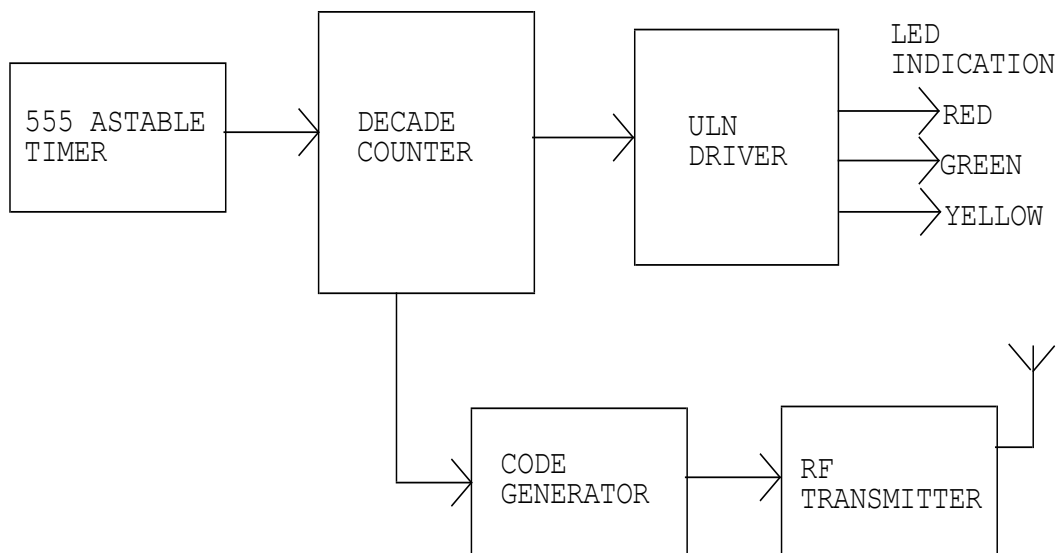 LED
INDICATION
555 ASTABLE
TIMER
DECADE
COUNTER
ULN
DRIVER
RED
GREEN
YELLOW
CODE
GENERATOR
RF
TRANSMITTER